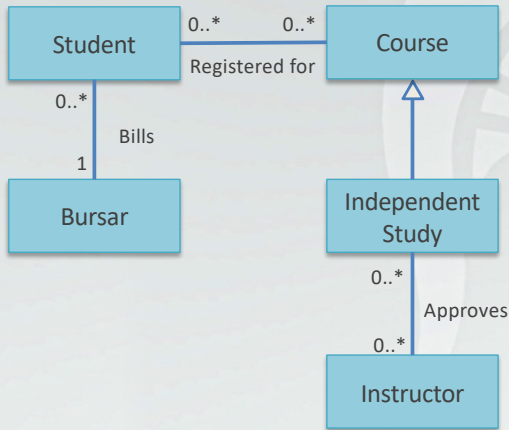 Student
0..*
0..*
Course
Registered for
0..*
Bills
1
Bursar
Independent
Study
0..*
Approves
0..*
Instructor